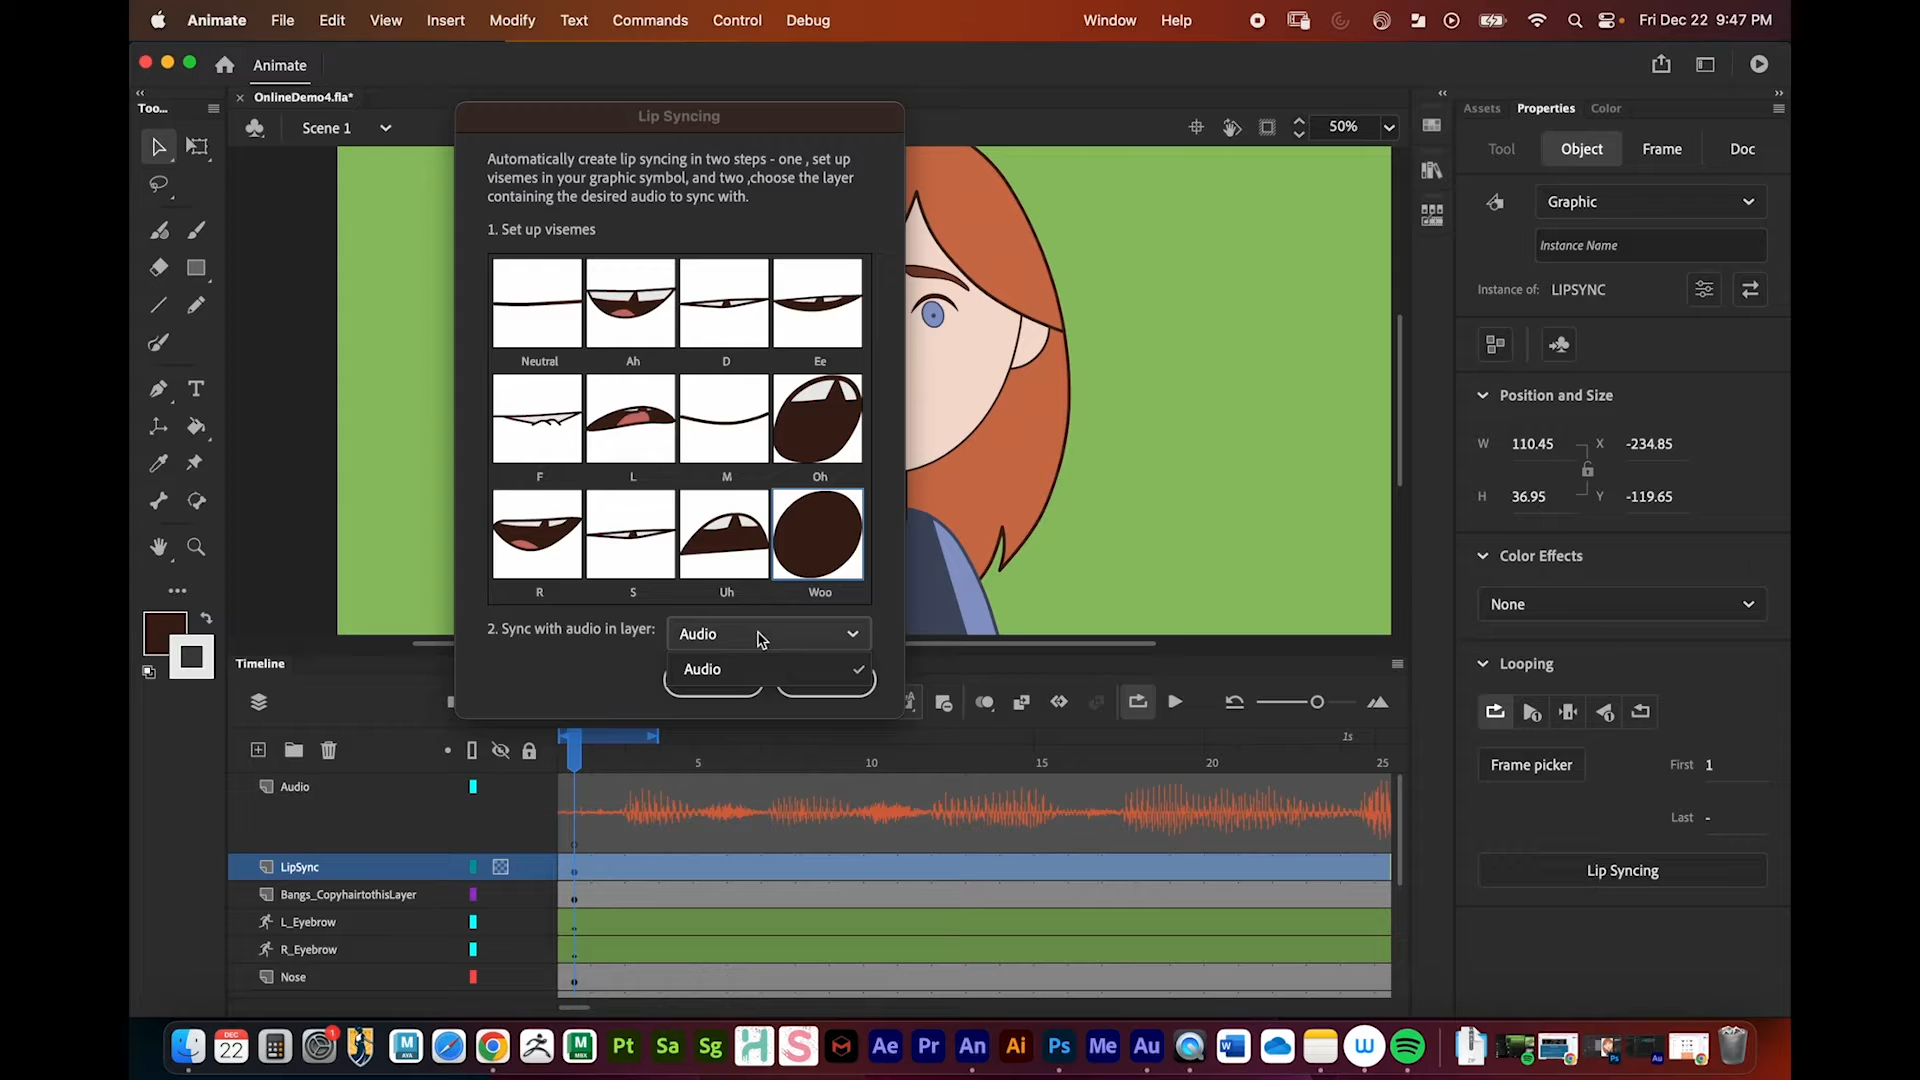 Animate File Edit View Insert Modify Text Commands Control Debug Window Help Fri Dec 22 9:47 PM
Animate
Too...
OnlineDemo4.fla*
Scene 1
50%
Lip Syncing
Automatically create lip syncing in two steps - one , set up
visemes in your graphic symbol, and two ,choose the layer
containing the desired audio to sync with.
1. Set up visemes
Neutral Ah D Ee
F L M Oh
R S Uh Woo
2. Sync with audio in layer: Audio
Audio
Assets Properties Color
Tool Object Frame Doc
Graphic
Instance Name
Instance of: LIPSYNC
Position and Size
W 110.45 X -234.85
H 36.95 Y -119.65
Color Effects
None
Looping
Frame picker First 1
Last -
Lip Syncing
Timeline
1s
5 10 15 20 25
Audio
LipSync
Bangs_CopyhairtothisLayer
L_Eyebrow
R_Eyebrow
Nose
DEC
22
1
M
AYA
M
MBX
Pt Sa Sg H S Ae Pr An Ai Ps Me Au W W
ZIP